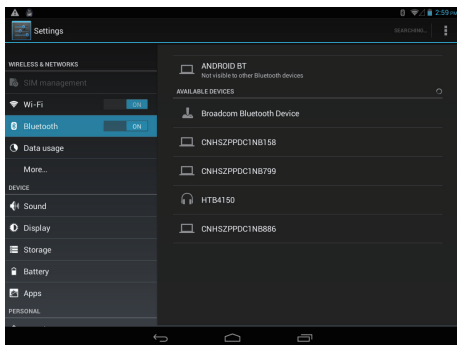 2:59 PM
Settings
SEARCHING...
WIRELESS & NETWORKS
SIM management
Wi-Fi
ON
Bluetooth
ON
Data usage
More...
DEVICE
Sound
Display
Storage
Battery
Apps
PERSONAL
ANDROID BT
Not visible to other Bluetooth devices
AVAILABLE DEVICES
Broadcom Bluetooth Device
CNHSZPPDC1NB158
CNHSZPPDC1NB799
HTB4150
CNHSZPPDC1NB886